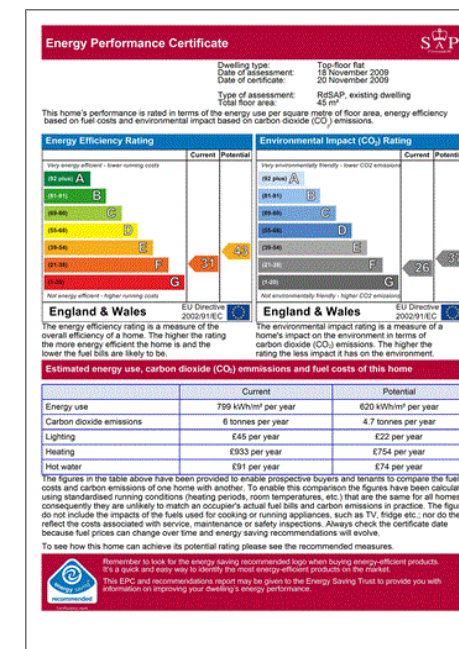 Energy Performance Certificate
SAP
Dwelling type: Top-floor flat
Date of assessment: 18 November 2009
Date of certificate: 20 November 2009
Type of assessment: RdSAP, existing dwelling
Total floor area: 45 m²
This home's performance is rated in terms of the energy use per square metre of floor area, energy efficiency
based on fuel costs and environmental impact based on carbon dioxide (CO₂) emissions.
Energy Efficiency Rating
Current Potential
Very energy efficient - lower running costs
(92 plus) A
(81-91) B
(69-80) C
(55-68) D
(39-54) E
(21-38) F
(1-20) G
31
43
Not energy efficient - higher running costs
England & Wales
EU Directive
2002/91/EC
Environmental Impact (CO₂) Rating
Current Potential
Very environmentally friendly - lower CO2 emissions
(92 plus) A
(81-91) B
(69-80) C
(55-68) D
(39-54) E
(21-38) F
(1-20) G
26
Not environmentally friendly - higher CO2 emissions
England & Wales
EU Directive
2002/91/EC
The energy efficiency rating is a measure of the
overall efficiency of a home. The higher the rating
the more energy efficient the home is and the
lower the fuel bills are likely to be.
The environmental impact rating is a measure of a
home's impact on the environment in terms of
carbon dioxide (CO₂) emissions. The higher the
rating the less impact it has on the environment.
Estimated energy use, carbon dioxide (CO₂) emmissions and fuel costs of this home
Current Potential
Energy use 799 kWh/m² per year 620 kWh/m² per year
Carbon dioxide emissions 6 tonnes per year 4.7 tonnes per year
Lighting £45 per year £22 per year
Heating £933 per year £754 per year
Hot water £91 per year £74 per year
The figures in the table above have been provided to enable prospective buyers and tenants to compare the fuel
costs and carbon emissions of one home with another. To enable this comparison the figures have been calculat
using standardised running conditions (heating periods, room temperatures, etc.) that are the same for all homes
consequently they are unlikely to match an occupier's actual fuel bills and carbon emissions in practice. The figu
do not include the impacts of the fuels used for cooking or running appliances, such as TV, fridge etc.; nor do the
reflect the costs associated with service, maintenance or safety inspections. Always check the certificate date
because fuel prices can change over time and energy saving recommendations will evolve.
To see how this home can achieve its potential rating please see the recommended measures.
energy saving
recommended
Remember to look for the energy saving recommended logo when buying energy-efficient products.
It's a quick and easy way to identify the most energy-efficient products on the market.
This EPC and recommendations report may be given to the Energy Saving Trust to provide you with
information on improving your dwelling's energy performance.